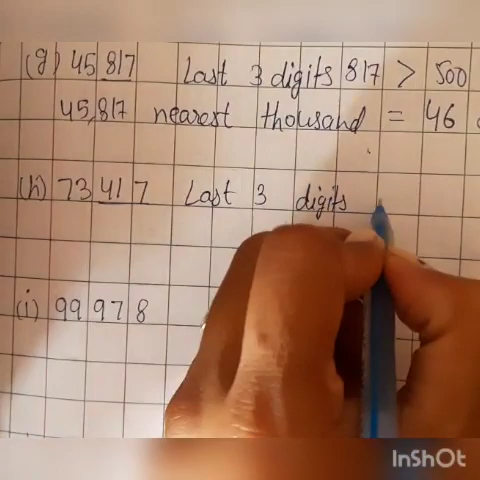 (g) 45 817 Last 3 digits 817 > 500
45,817 nearest thousand = 46
(h) 73 417 Last 3 digits
(i) 99 978
InShOt